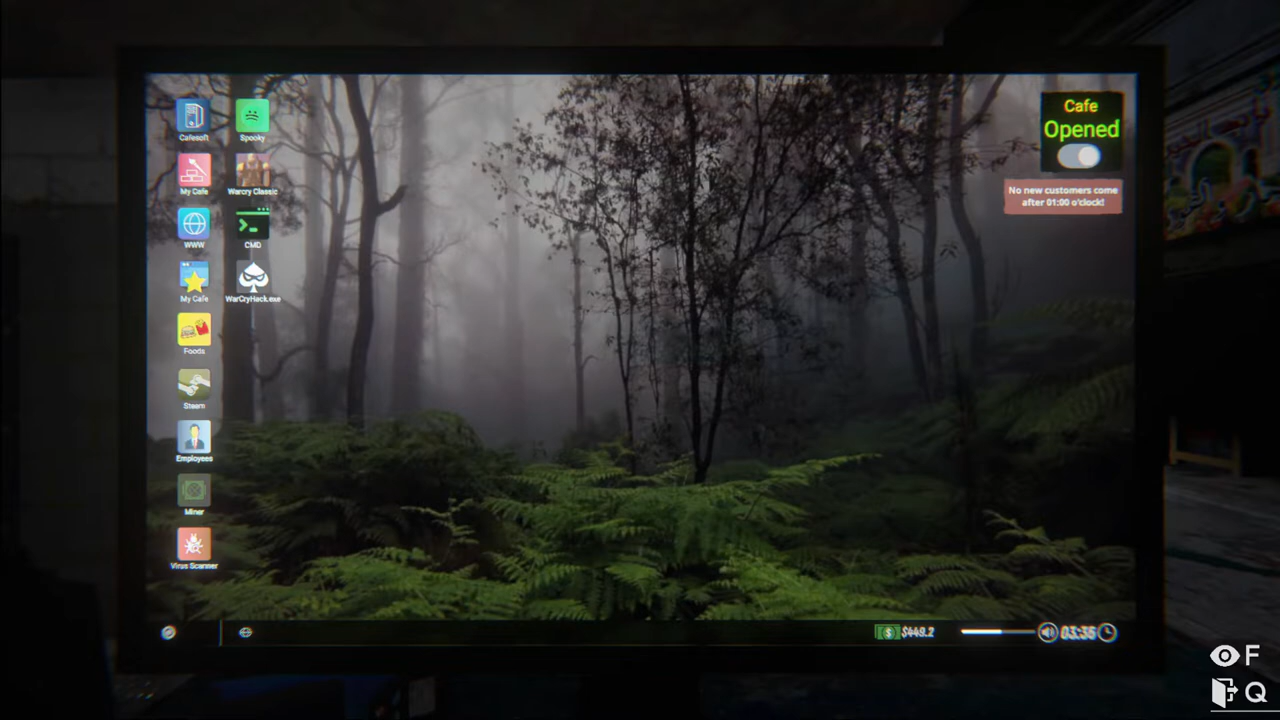 Cafesoft
Spooky
My Cafe
Warcry Classic
WWW
CMD
My Cafe
WarCryHack.exe
Foods
Steam
Employees
Miner
Virus Scanner
Cafe
Opened
No new customers come
after 01:00 o'clock!
$449.2
03:36
F
Q